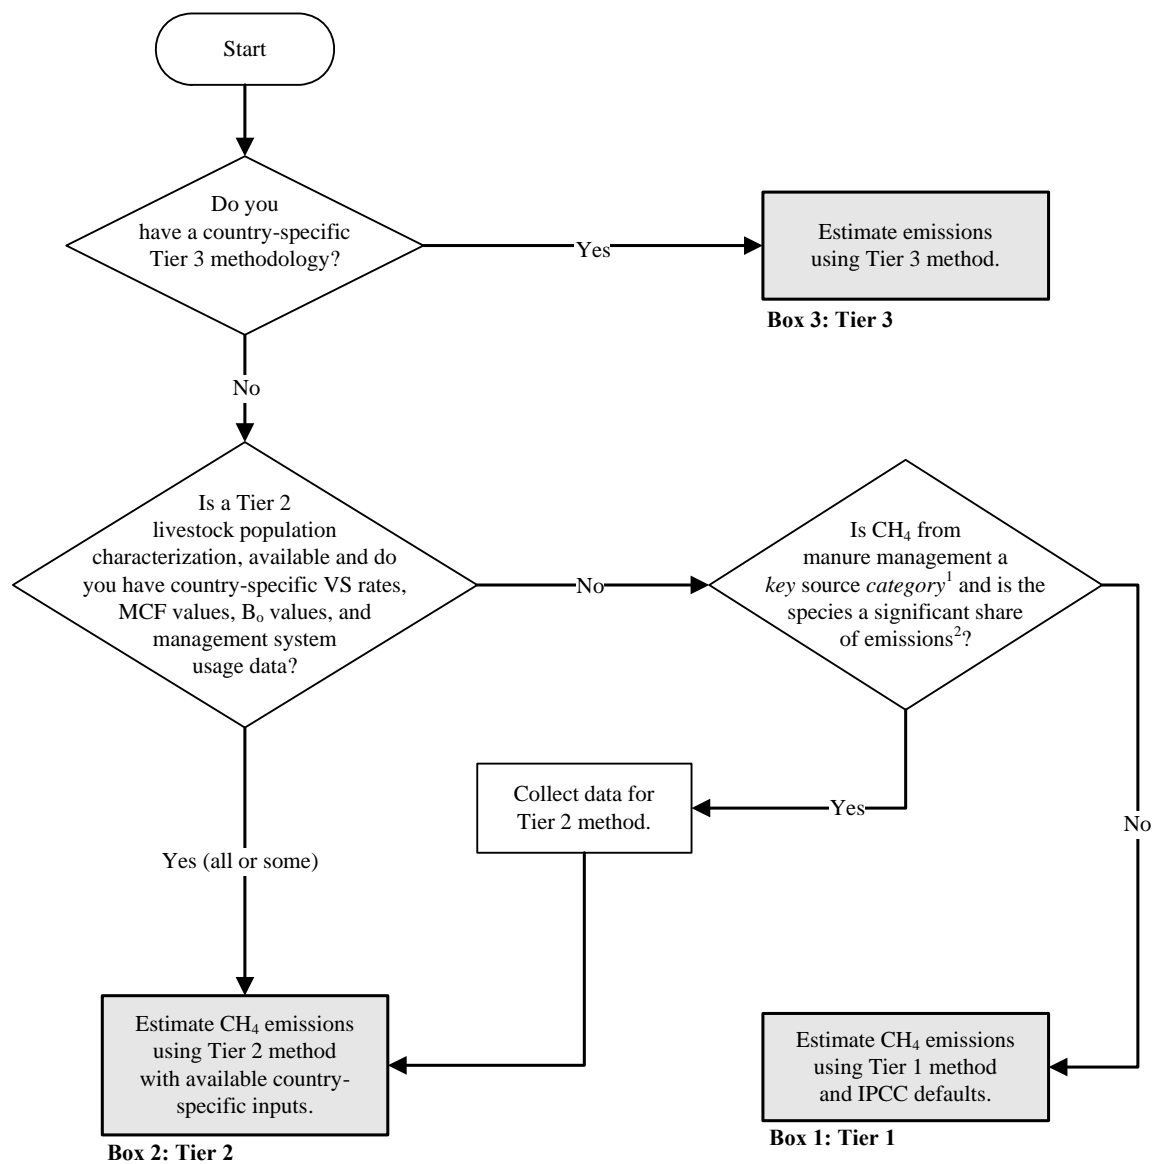 Start
Do you
have a country-specific
Tier 3 methodology?
Yes
Estimate emissions
using Tier 3 method.
Box 3: Tier 3
No
Is a Tier 2
livestock population
characterization, available and do
you have country-specific VS rates,
MCF values, Bₒ values, and
management system
usage data?
No
Is CH₄ from
manure management a
key source category¹ and is the
species a significant share
of emissions²?
Collect data for
Tier 2 method.
Yes
No
Yes (all or some)
Estimate CH₄ emissions
using Tier 2 method
with available country-
specific inputs.
Box 2: Tier 2
Estimate CH₄ emissions
using Tier 1 method
and IPCC defaults.
Box 1: Tier 1